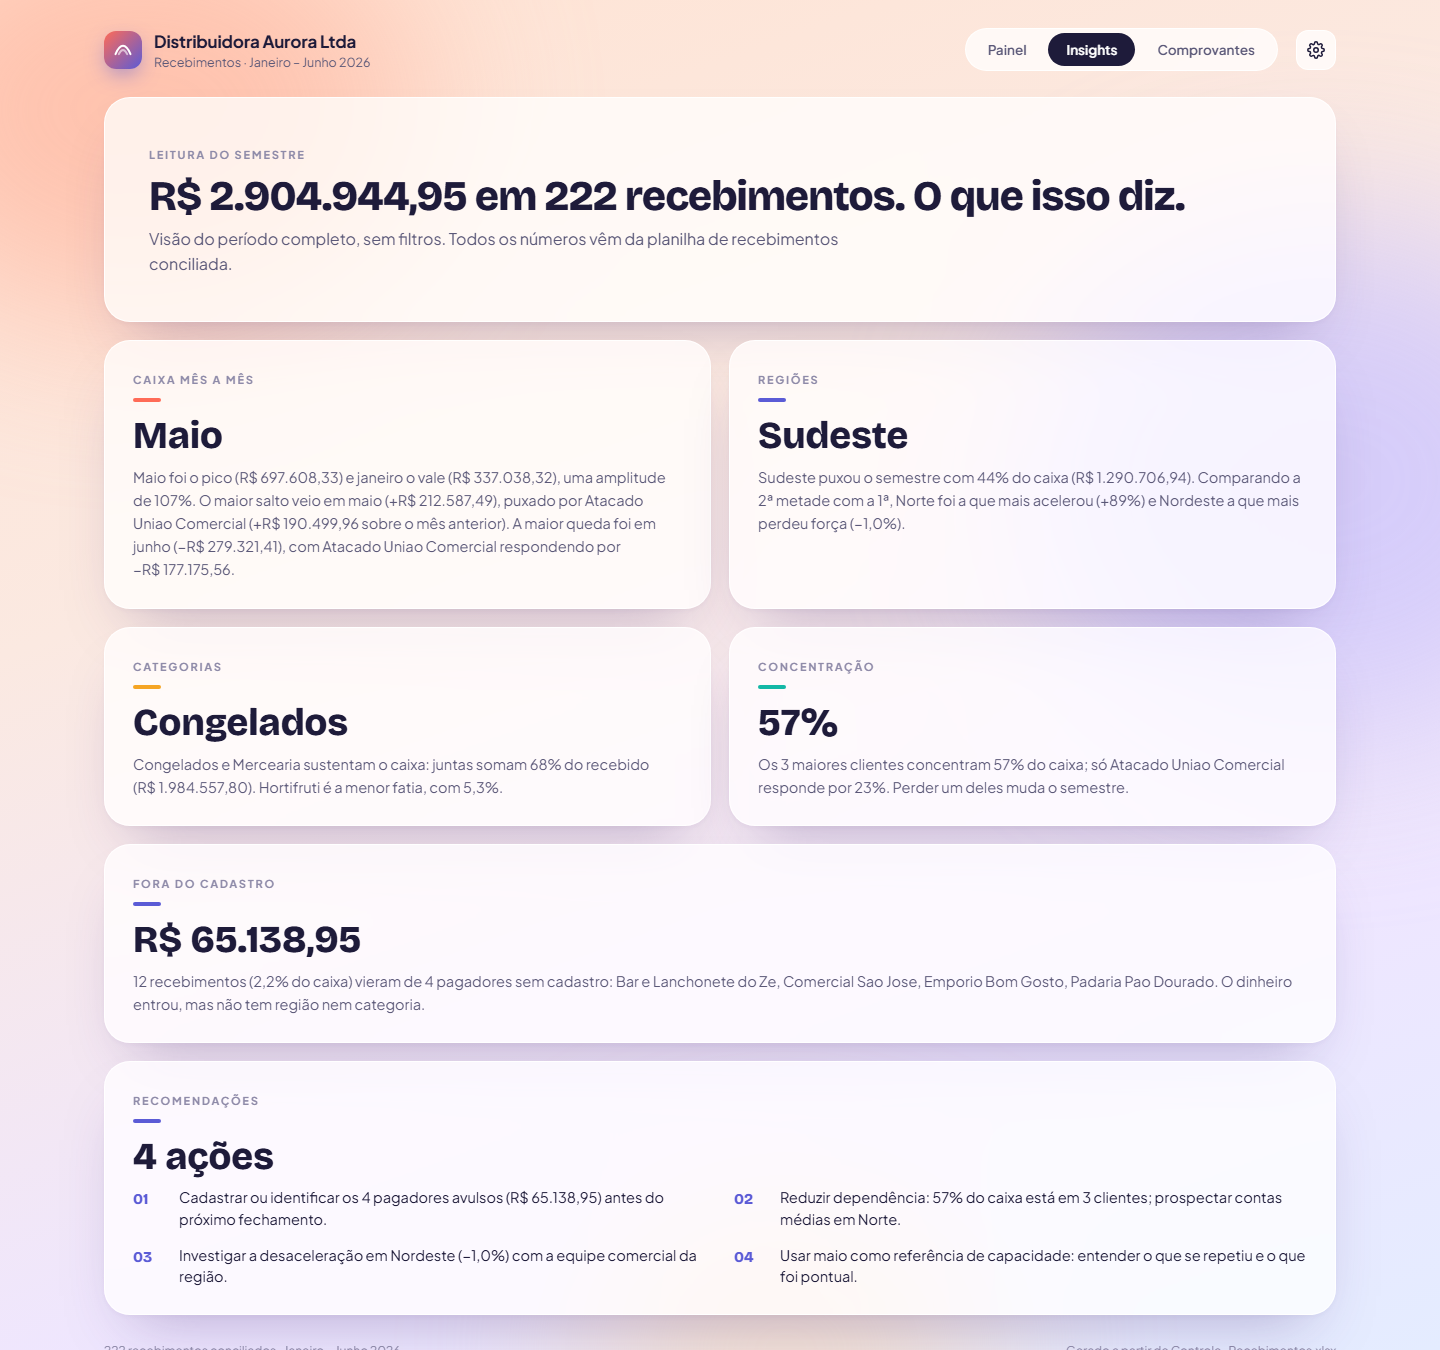 Distribuidora Aurora Ltda
Recebimentos · Janeiro – Junho 2026
Painel
Insights
Comprovantes
LEITURA DO SEMESTRE
R$ 2.904.944,95 em 222 recebimentos. O que isso diz.
Visão do período completo, sem filtros. Todos os números vêm da planilha de recebimentos
conciliada.
CAIXA MÊS A MÊS
Maio
Maio foi o pico (R$ 697.608,33) e janeiro o vale (R$ 337.038,32), uma amplitude
de 107%. O maior salto veio em maio (+R$ 212.587,49), puxado por Atacado
Uniao Comercial (+R$ 190.499,96 sobre o mês anterior). A maior queda foi em
junho (−R$ 279.321,41), com Atacado Uniao Comercial respondendo por
−R$ 177.175,56.
REGIÕES
Sudeste
Sudeste puxou o semestre com 44% do caixa (R$ 1.290.706,94). Comparando a
2ª metade com a 1ª, Norte foi a que mais acelerou (+89%) e Nordeste a que mais
perdeu força (−1,0%).
CATEGORIAS
Congelados
Congelados e Mercearia sustentam o caixa: juntas somam 68% do recebido
(R$ 1.984.557,80). Hortifruti é a menor fatia, com 5,3%.
CONCENTRAÇÃO
57%
Os 3 maiores clientes concentram 57% do caixa; só Atacado Uniao Comercial
responde por 23%. Perder um deles muda o semestre.
FORA DO CADASTRO
R$ 65.138,95
12 recebimentos (2,2% do caixa) vieram de 4 pagadores sem cadastro: Bar e Lanchonete do Ze, Comercial Sao Jose, Emporio Bom Gosto, Padaria Pao Dourado. O dinheiro
entrou, mas não tem região nem categoria.
RECOMENDAÇÕES
4 ações
01 Cadastrar ou identificar os 4 pagadores avulsos (R$ 65.138,95) antes do
próximo fechamento.
02 Reduzir dependência: 57% do caixa está em 3 clientes; prospectar contas
médias em Norte.
03 Investigar a desaceleração em Nordeste (−1,0%) com a equipe comercial da
região.
04 Usar maio como referência de capacidade: entender o que se repetiu e o que
foi pontual.